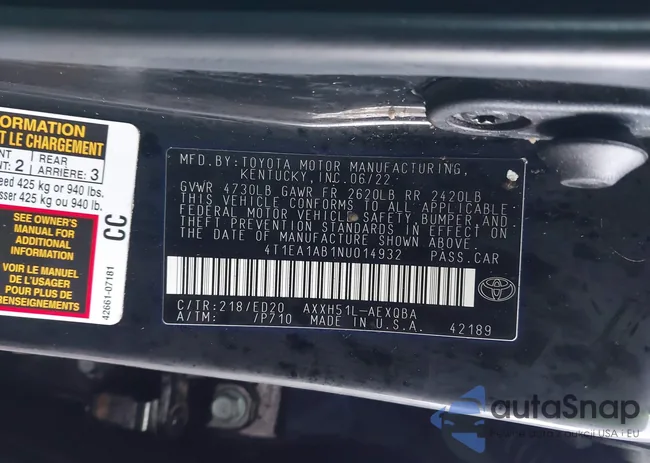 ORMATION
T LE CHARGEMENT
NT
NT: 2
REAR
ARRIÈRE: 3
eed 425 kg or 940 lbs.
sser 425 kg ou 940 lb.
SEE OWNER'S
MANUAL FOR
ADDITIONAL
INFORMATION
VOIR LE MANUEL
DE L'USAGER
POUR PLUS DE
RENSEIGNEMENTS
CC
42661-07181
MFD.BY:TOYOTA MOTOR MANUFACTURING,
KENTUCKY, INC.06/22
GVWR 4730LB GAWR FR 2620LB RR 2420LB
THIS VEHICLE CONFORMS TO ALL APPLICABLE
FEDERAL MOTOR VEHICLE SAFETY, BUMPER, AND
THEFT PREVENTION STANDARDS IN EFFECT ON
THE DATE OF MANUFACTURE SHOWN ABOVE.
4T1EA1AB1NU014932 PASS.CAR
C/TR:218/ED20 AXXH51L-AEXQBA
A/TM: /P710 MADE IN U.S.A. 42189
autaSnap